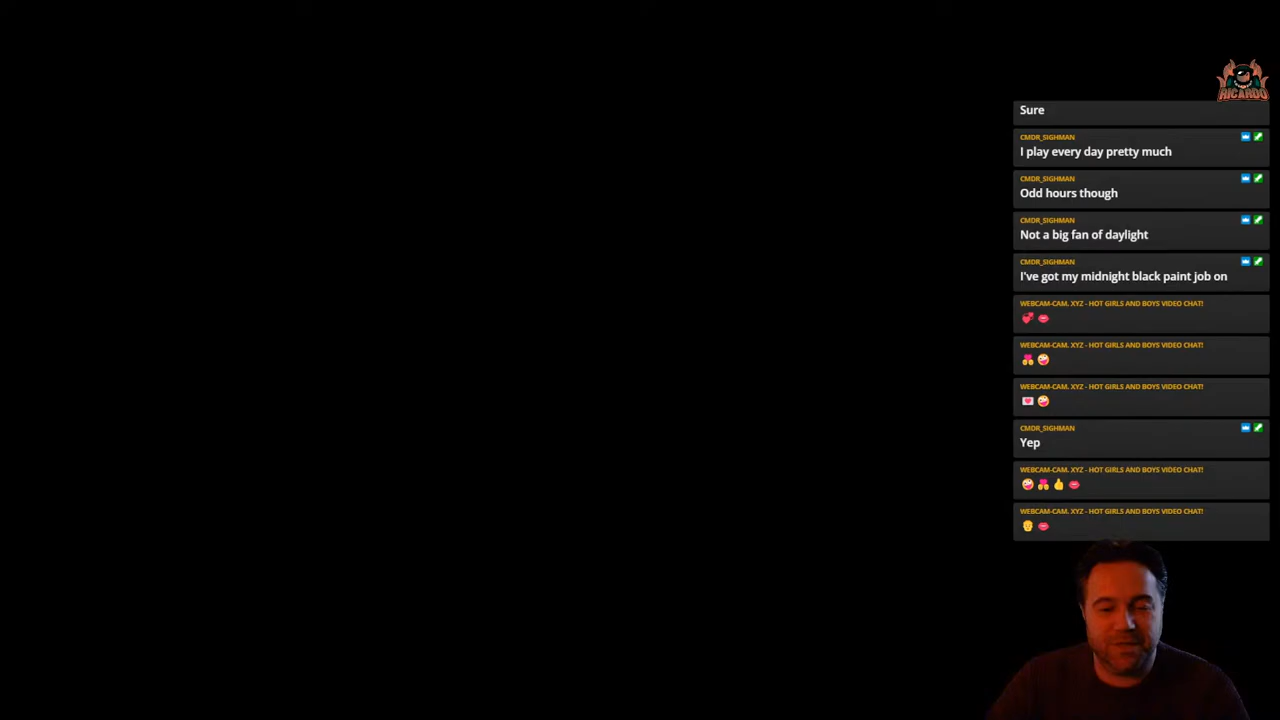 RICARDO
Sure
CMDR_SIGHMAN
I play every day pretty much
CMDR_SIGHMAN
Odd hours though
CMDR_SIGHMAN
Not a big fan of daylight
CMDR_SIGHMAN
I've got my midnight black paint job on
WEBCAM-CAM. XYZ - HOT GIRLS AND BOYS VIDEO CHAT!
WEBCAM-CAM. XYZ - HOT GIRLS AND BOYS VIDEO CHAT!
WEBCAM-CAM. XYZ - HOT GIRLS AND BOYS VIDEO CHAT!
CMDR_SIGHMAN
Yep
WEBCAM-CAM. XYZ - HOT GIRLS AND BOYS VIDEO CHAT!
WEBCAM-CAM. XYZ - HOT GIRLS AND BOYS VIDEO CHAT!